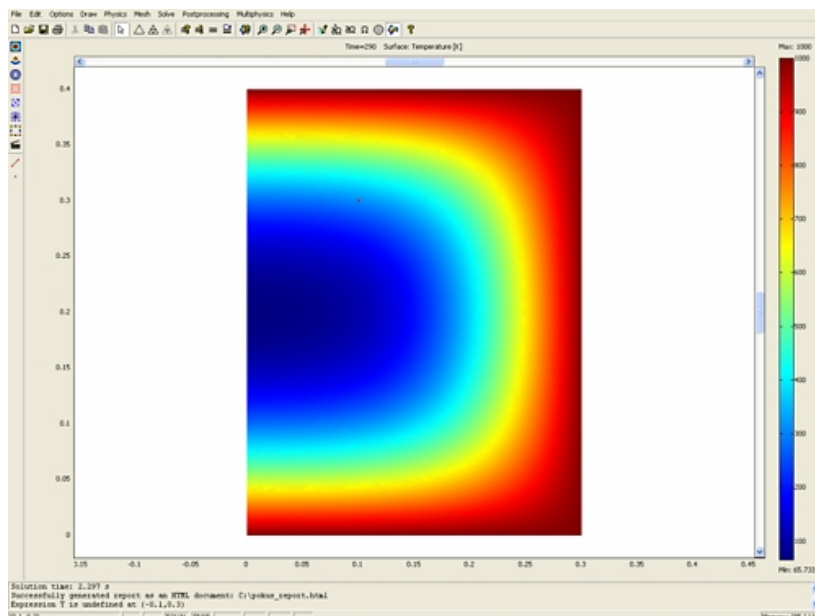 File Edit Options Draw Physics Mesh Solve Postprocessing Multiphysics Help
Time=290 Surface: Temperature [K]
Max: 1000
0.4
0.35
0.3
0.25
0.2
0.15
0.1
0.05
0
0.15 -0.1 -0.05 0 0.05 0.1 0.15 0.2 0.25 0.3 0.35 0.4 0.45
1000
900
800
700
600
500
400
300
200
100
Min: 65.733
Solution time: 2.297 s
Successfully generated report as an HTML document: C:\pokus_report.html
Expression T is undefined at (-0.1,0.3)